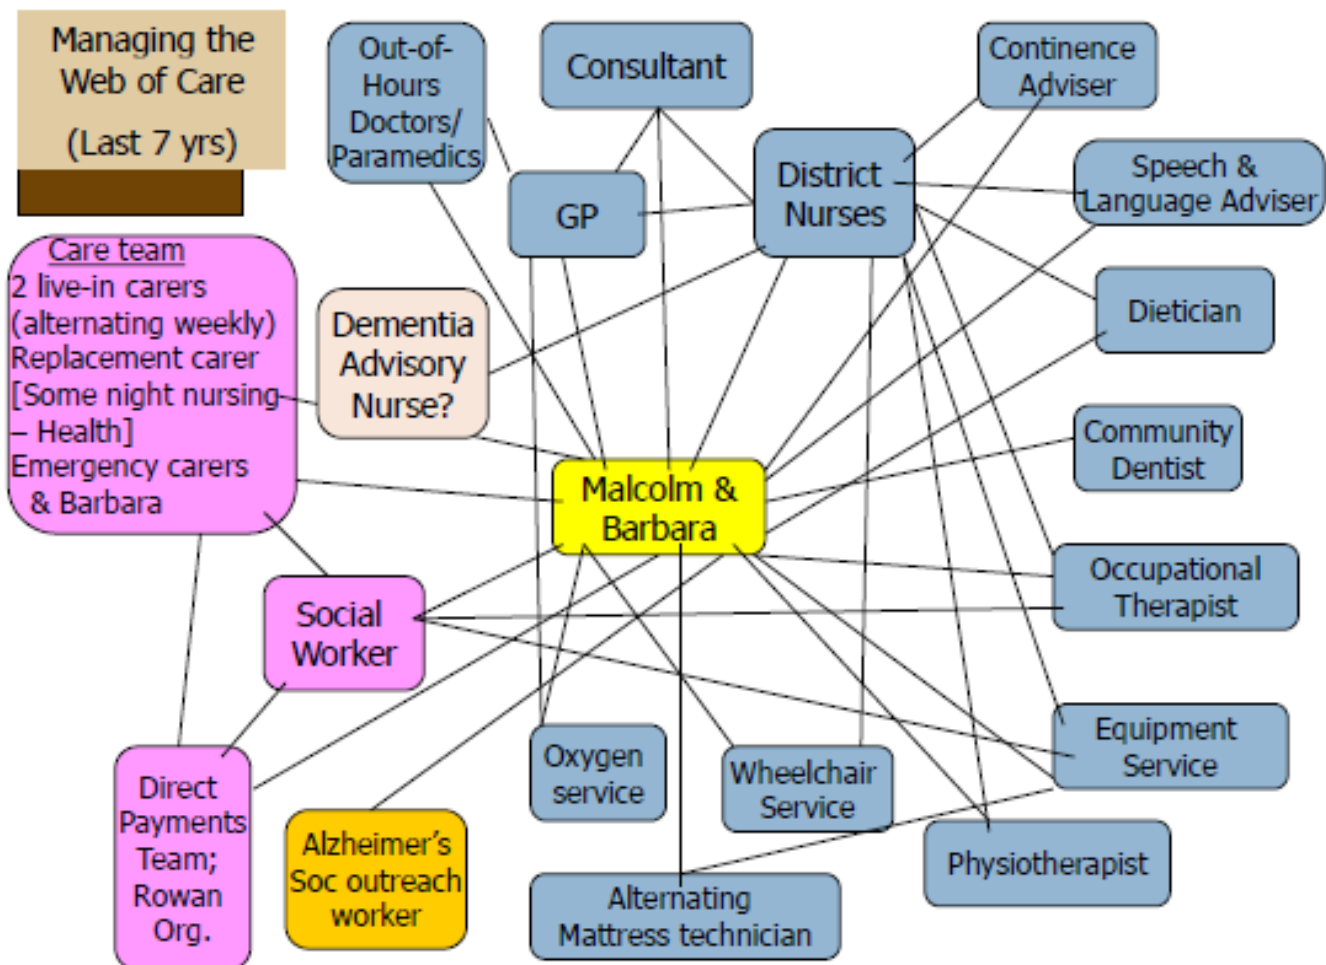 Managing the
Web of Care
(Last 7 yrs)
Out-of-
Hours
Doctors/
Paramedics
Consultant
Continence
Adviser
GP
District
Nurses
Speech &
Language Adviser
Care team
2 live-in carers
(alternating weekly)
Replacement carer
[Some night nursing
– Health]
Emergency carers
& Barbara
Dementia
Advisory
Nurse?
Dietician
Community
Dentist
Malcolm &
Barbara
Occupational
Therapist
Social
Worker
Equipment
Service
Direct
Payments
Team;
Rowan
Org.
Alzheimer's
Soc outreach
worker
Oxygen
service
Wheelchair
Service
Physiotherapist
Alternating
Mattress technician